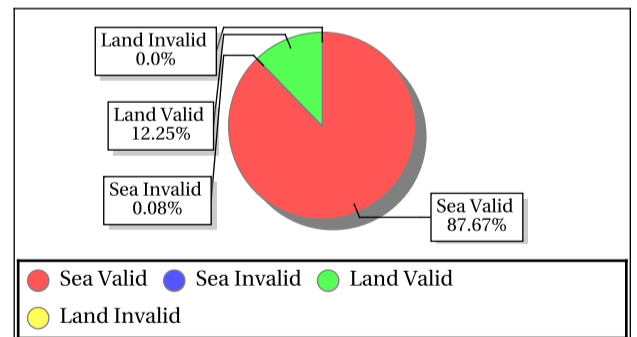 Land Invalid
0.0%
Land Valid
12.25%
Sea Invalid
0.08%
Sea Valid
87.67%
Sea Valid Sea Invalid Land Valid
Land Invalid